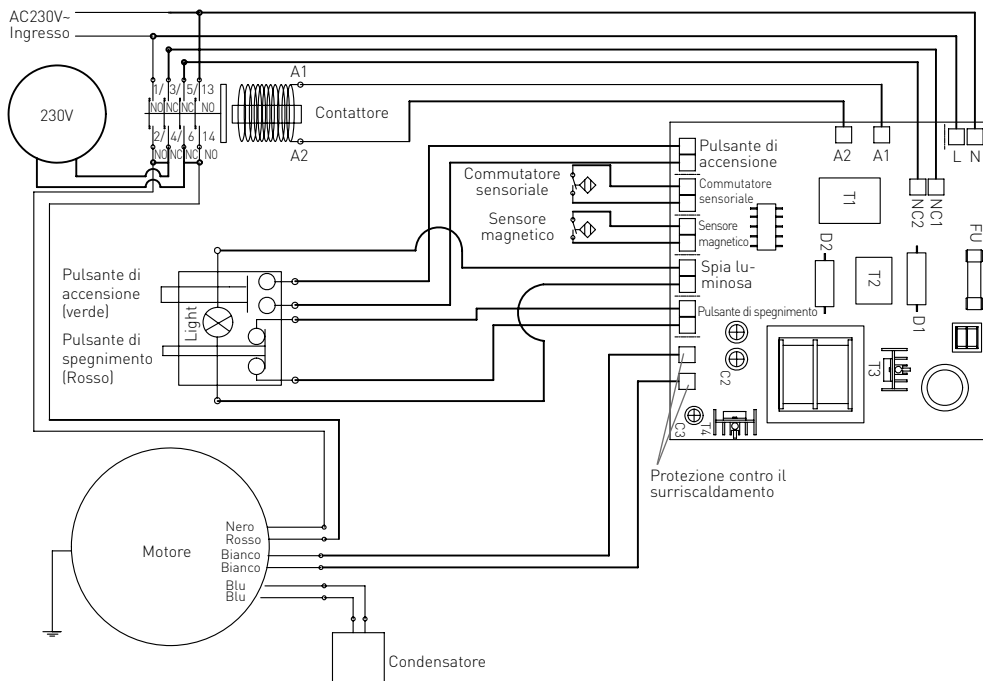 AC230V~
Ingresso
230V
1/ 3/ 5/ 13
NO NC NC NO
2/ 4/ 6 14
NO NC NC NO
A1
Contattore
A2
A2 A1 L N
Pulsante di
accensione
Commutatore
sensoriale
Commutatore
sensoriale
Sensore
magnetico
Sensore
magnetico
T1
NC2 NC1
FU
D2
T2
D1
Spia lu-
minosa
Pulsante di
accensione
(verde)
Light
Pulsante di
spegnimento
(Rosso)
Pulsante di spegnimento
C2
T3
C3
T4
Protezione contro il
surriscaldamento
Motore
Nero
Rosso
Bianco
Bianco
Blu
Blu
Condensatore